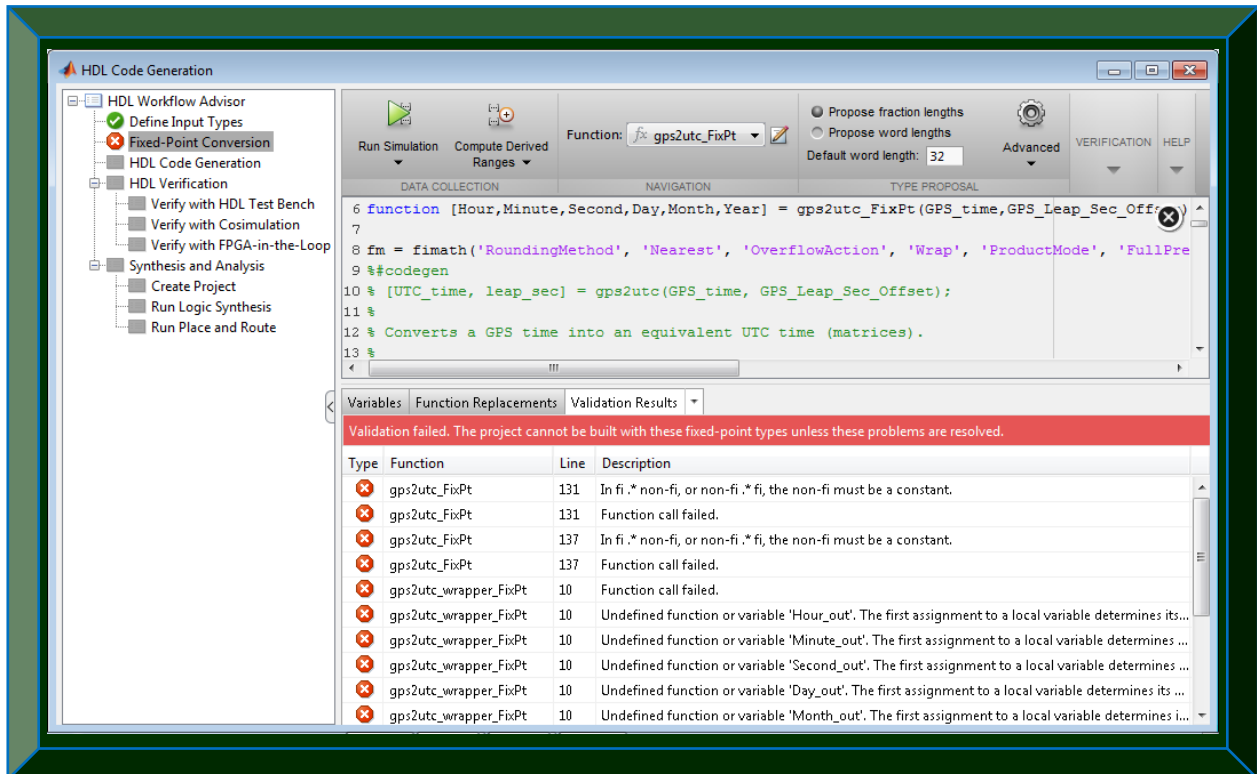 HDL Code Generation
HDL Workflow Advisor
Define Input Types
Fixed-Point Conversion
HDL Code Generation
HDL Verification
Verify with HDL Test Bench
Verify with Cosimulation
Verify with FPGA-in-the-Loop
Synthesis and Analysis
Create Project
Run Logic Synthesis
Run Place and Route
Run Simulation
Compute Derived
Ranges
DATA COLLECTION
Function: fx gps2utc_FixPt
NAVIGATION
Propose fraction lengths
Propose word lengths
Default word length: 32
Advanced
TYPE PROPOSAL
VERIFICATION
HELP
6 function [Hour,Minute,Second,Day,Month,Year] = gps2utc_FixPt(GPS_time,GPS_Leap_Sec_Offs
7
8 fm = fimath('RoundingMethod', 'Nearest', 'OverflowAction', 'Wrap', 'ProductMode', 'FullPre
9 %#codegen
10 % [UTC_time, leap_sec] = gps2utc(GPS_time, GPS_Leap_Sec_Offset);
11 %
12 % Converts a GPS time into an equivalent UTC time (matrices).
13 %
Variables Function Replacements Validation Results
Validation failed. The project cannot be built with these fixed-point types unless these problems are resolved.
Type Function Line Description
gps2utc_FixPt 131 In fi .* non-fi, or non-fi .* fi, the non-fi must be a constant.
gps2utc_FixPt 131 Function call failed.
gps2utc_FixPt 137 In fi .* non-fi, or non-fi .* fi, the non-fi must be a constant.
gps2utc_FixPt 137 Function call failed.
gps2utc_wrapper_FixPt 10 Function call failed.
gps2utc_wrapper_FixPt 10 Undefined function or variable 'Hour_out'. The first assignment to a local variable determines its...
gps2utc_wrapper_FixPt 10 Undefined function or variable 'Minute_out'. The first assignment to a local variable determines ...
gps2utc_wrapper_FixPt 10 Undefined function or variable 'Second_out'. The first assignment to a local variable determines ...
gps2utc_wrapper_FixPt 10 Undefined function or variable 'Day_out'. The first assignment to a local variable determines its ...
gps2utc_wrapper_FixPt 10 Undefined function or variable 'Month_out'. The first assignment to a local variable determines i...